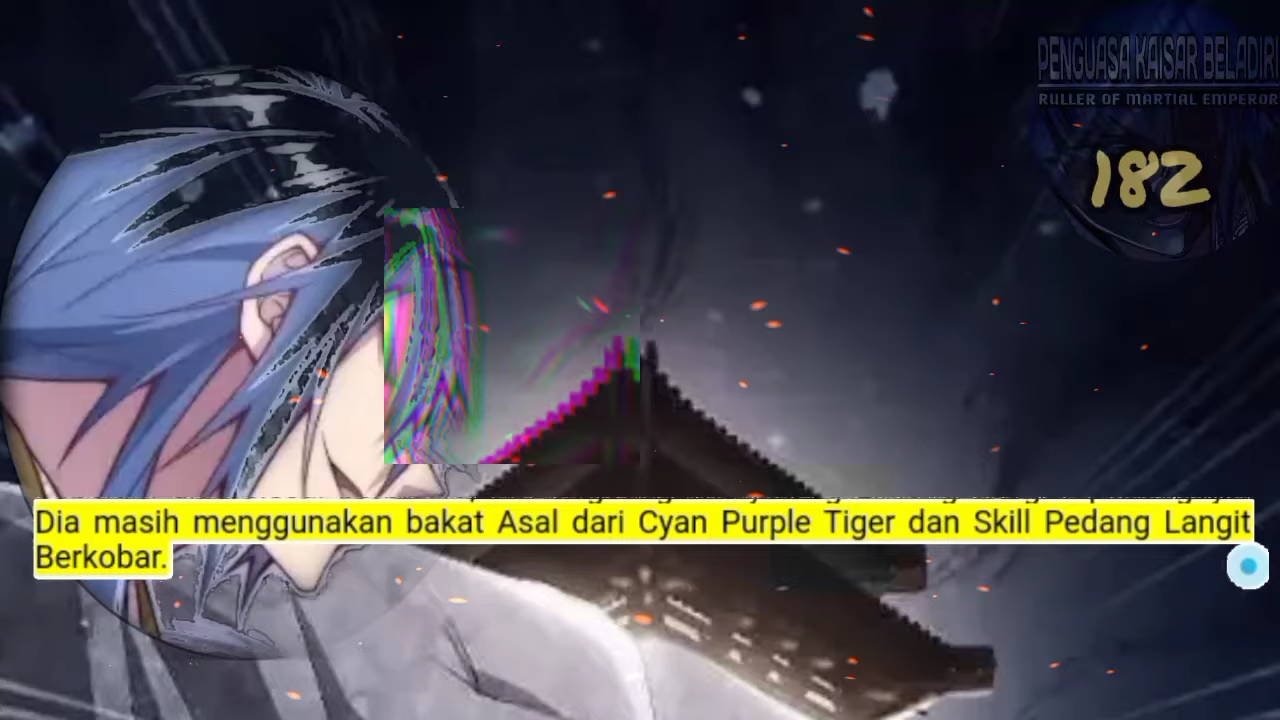 PENGUASA KAISAR BELADIRI
RULLER OF MARTIAL EMPEROR
182
Dia masih menggunakan bakat Asal dari Cyan Purple Tiger dan Skill Pedang Langit
Berkobar.